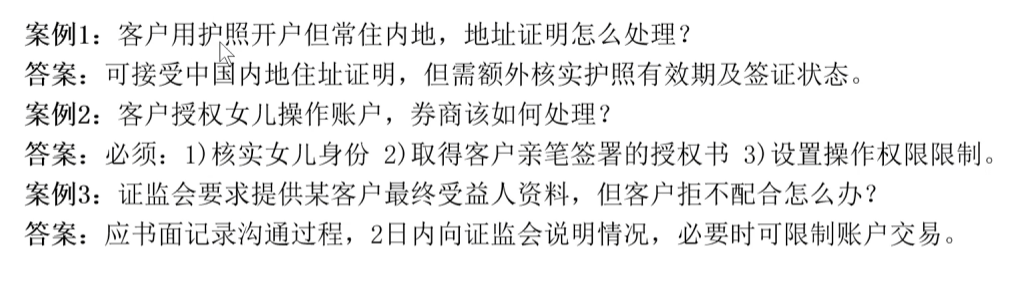 案例1：客户用护照开户但常住内地，地址证明怎么处理？
答案：可接受中国内地住址证明，但需额外核实护照有效期及签证状态。
案例2：客户授权女儿操作账户，券商该如何处理？
答案：必须：1)核实女儿身份 2)取得客户亲笔签署的授权书 3)设置操作权限限制。
案例3：证监会要求提供某客户最终受益人资料，但客户拒不配合怎么办？
答案：应书面记录沟通过程，2日内向证监会说明情况，必要时可限制账户交易。